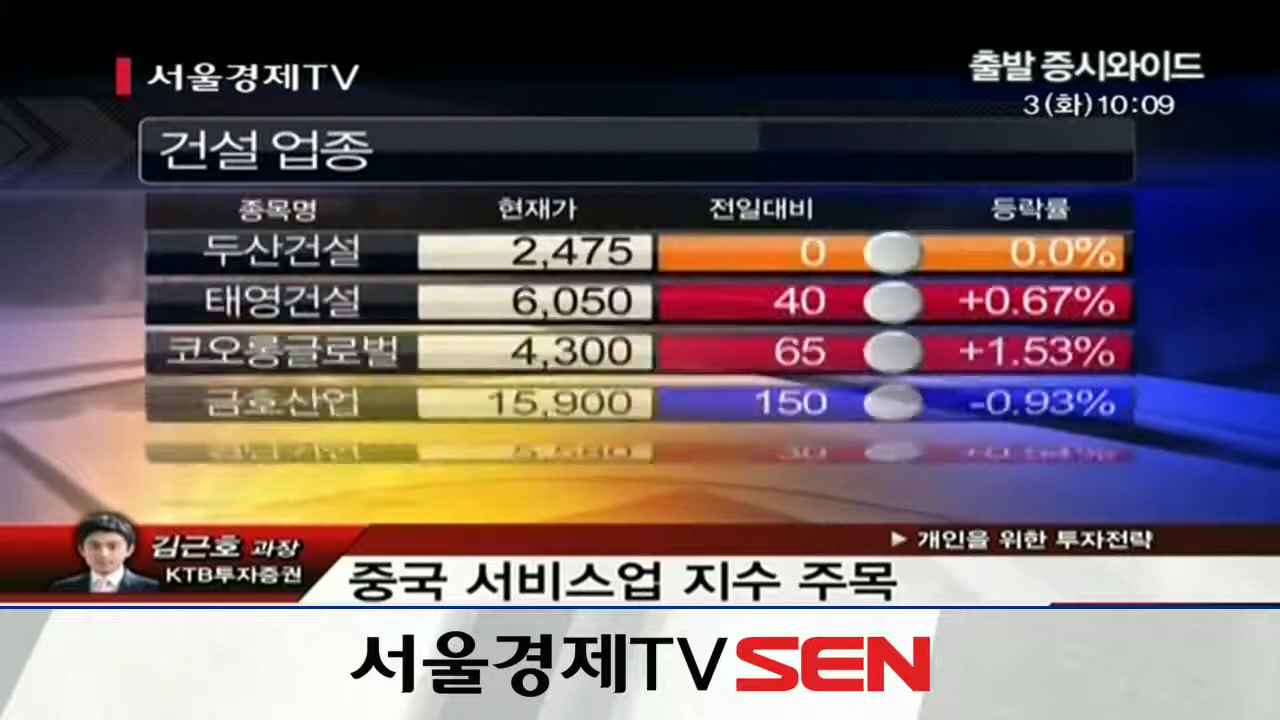 서울경제TV
출발 증시와이드
3(화)10:09
건설 업종
종목명 현재가 전일대비 등락률
두산건설 2,475 0 0.0%
태영건설 6,050 40 +0.67%
코오롱글로벌 4,300 65 +1.53%
금호산업 15,900 150 -0.93%
김근호 과장
KTB투자증권
▶ 개인을 위한 투자전략
중국 서비스업 지수 주목
서울경제TV SEN